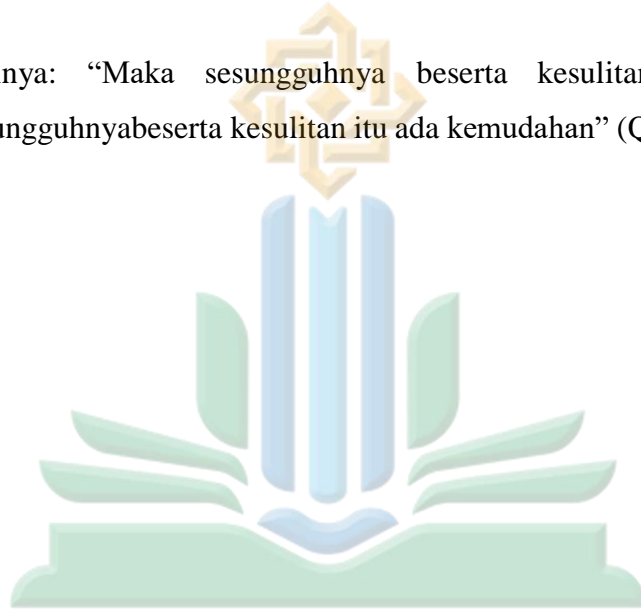 nya: “Maka sesungguhnya beserta kesulitan
ungguhnyabeserta kesulitan itu ada kemudahan” (Q